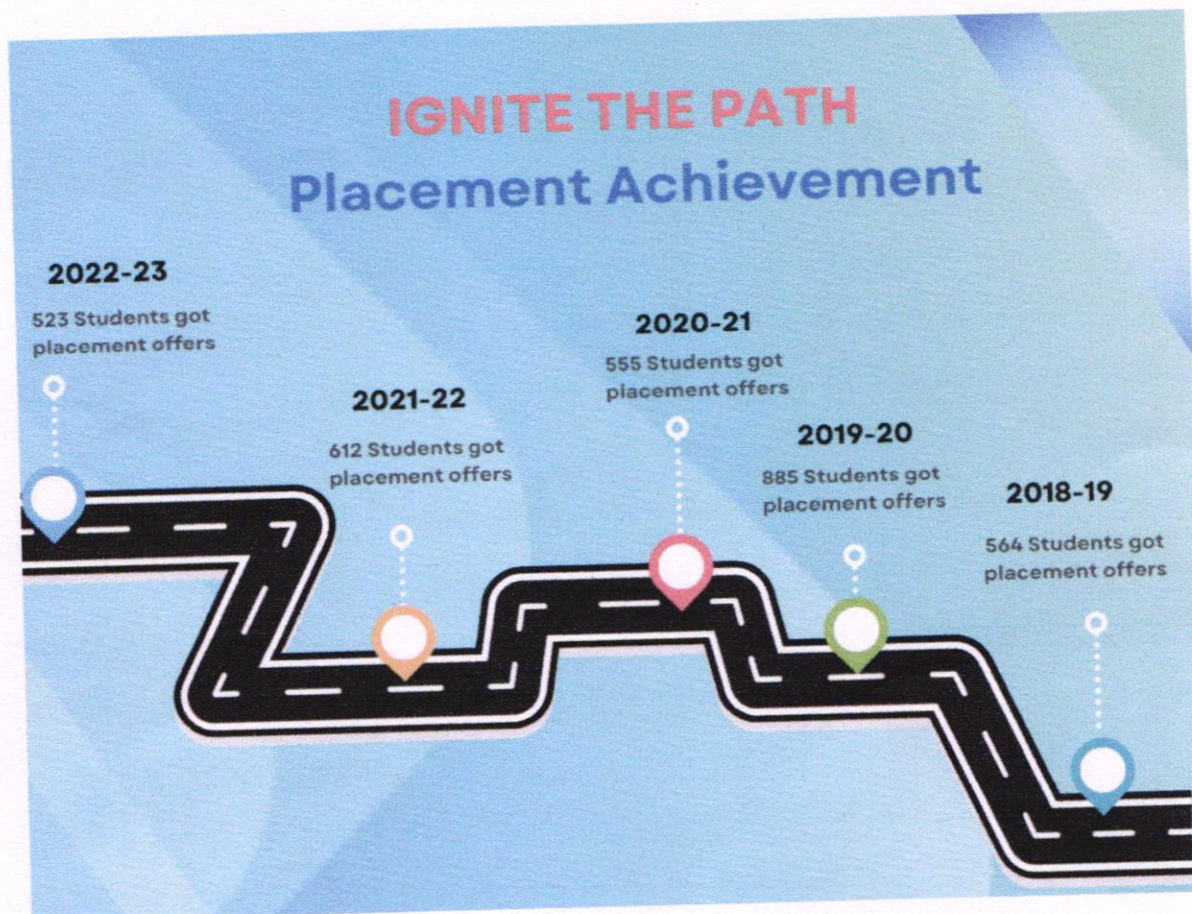 IGNITE THE PATH
Placement Achievement
2022-23
523 Students got
placement offers
2021-22
612 Students got
placement offers
2020-21
555 Students got
placement offers
2019-20
885 Students got
placement offers
2018-19
564 Students got
placement offers